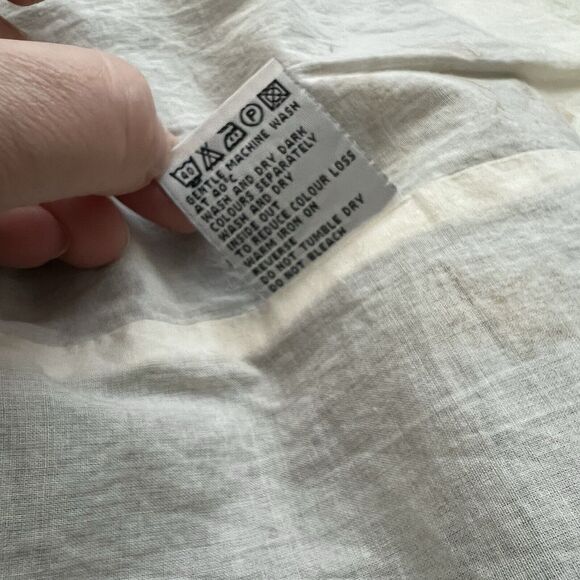 40 P
GENTLE MACHINE WASH
AT 40°C
WASH AND DRY DARK
COLOURS SEPARATELY
WASH AND DRY
INSIDE OUT
TO REDUCE COLOUR LOSS
WARM IRON ON
REVERSE
DO NOT TUMBLE DRY
DO NOT BLEACH